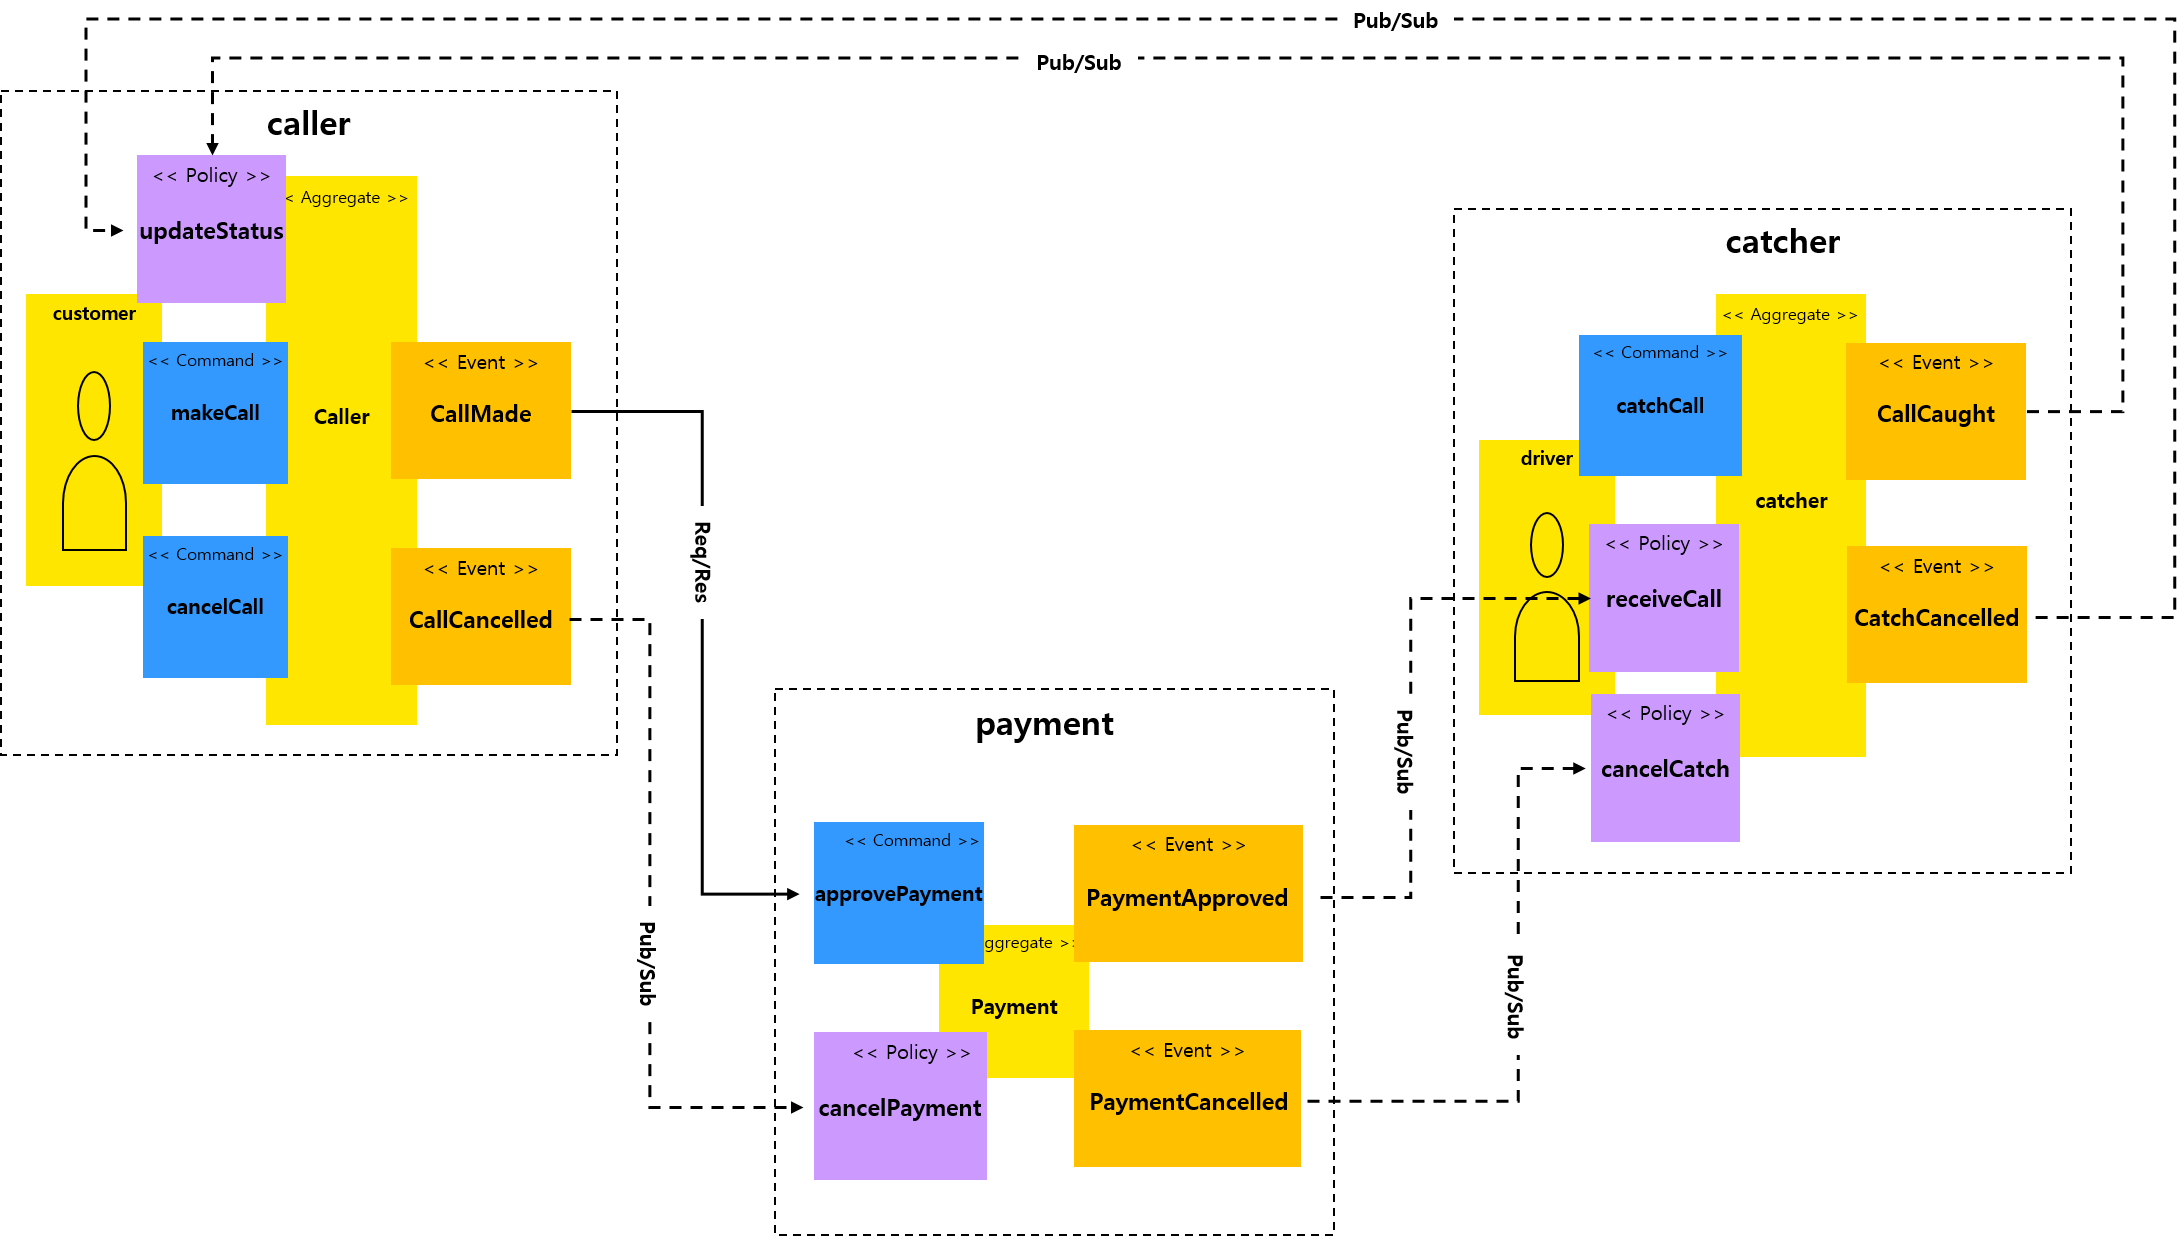 Pub/Sub
Pub/Sub
caller
<< Policy >>
updateStatus
< Aggregate >>
Caller
customer
<< Command >>
makeCall
<< Command >>
cancelCall
<< Event >>
CallMade
<< Event >>
CallCancelled
Req/Res
Pub/Sub
payment
<< Command >>
approvePayment
<< Event >>
PaymentApproved
ggregate >>
Payment
<< Policy >>
cancelPayment
<< Event >>
PaymentCancelled
Pub/Sub
Pub/Sub
catcher
<< Aggregate >>
catcher
<< Command >>
catchCall
driver
<< Policy >>
receiveCall
<< Policy >>
cancelCatch
<< Event >>
CallCaught
<< Event >>
CatchCancelled